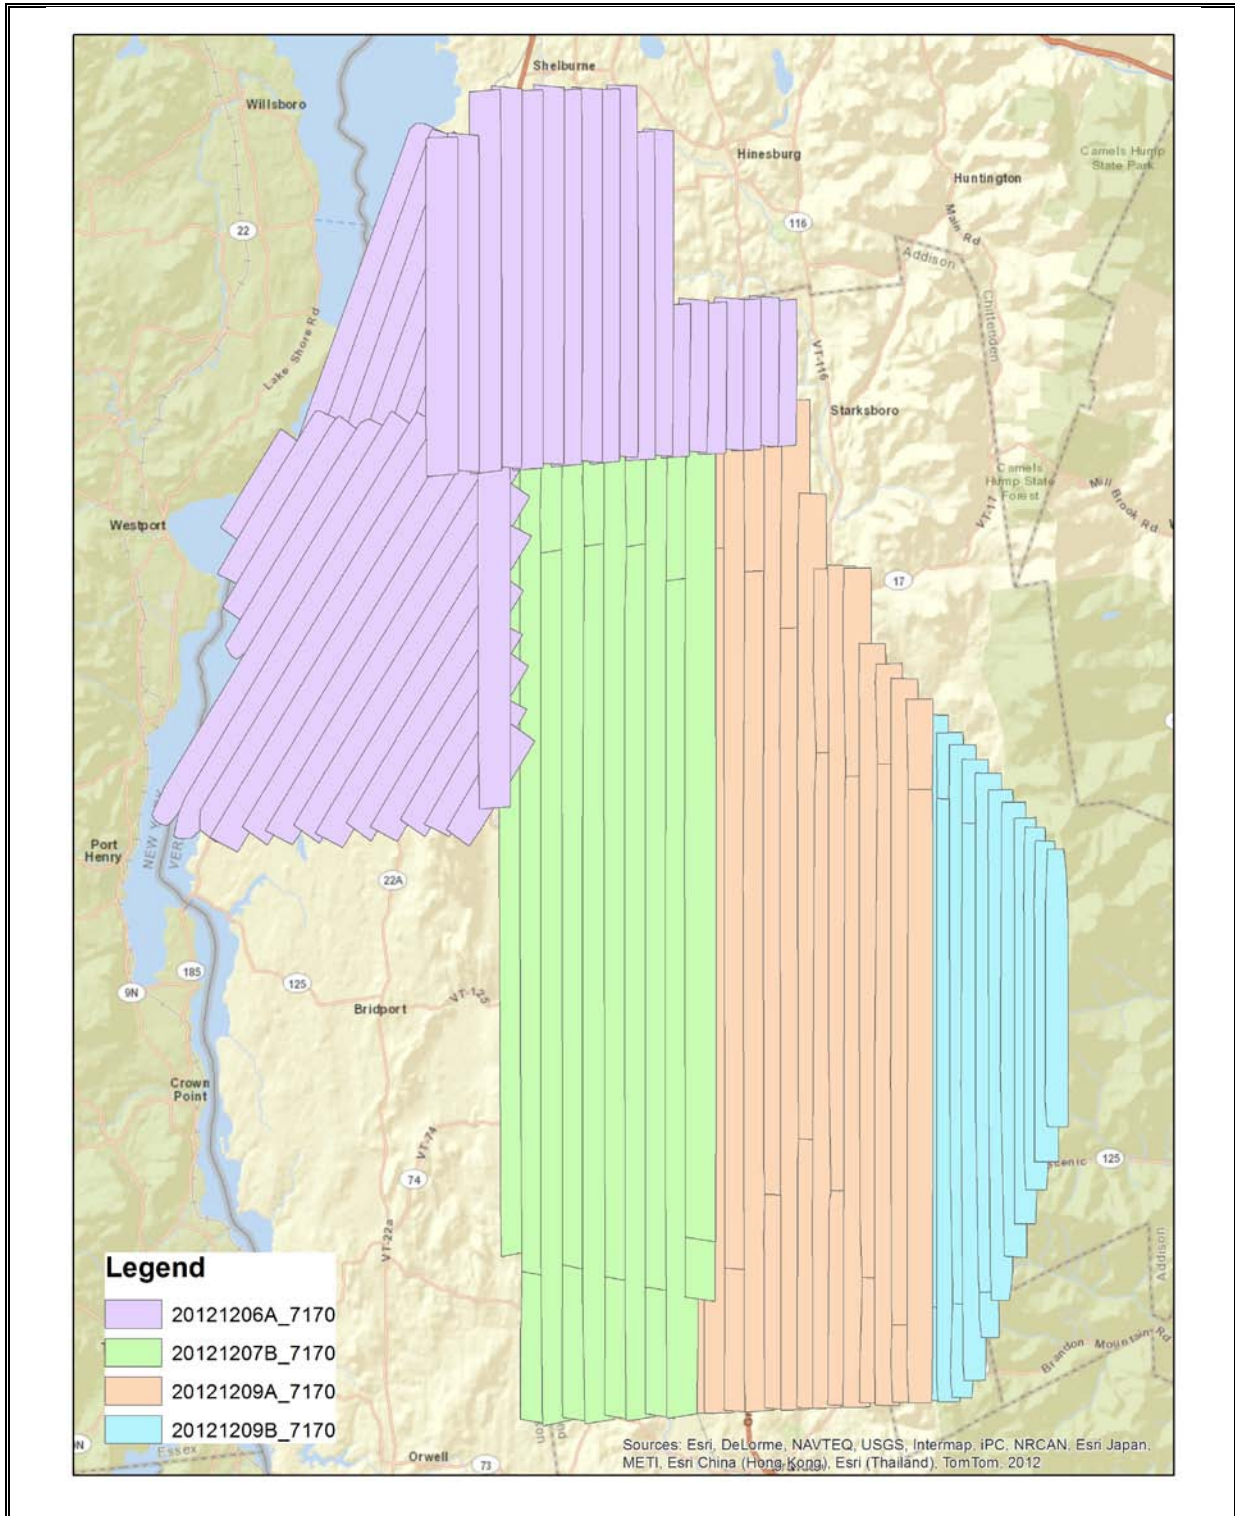 Shelburne
Willsboro
Hinesburg
Camels Hump
State Park
Huntington
Main Rd
116
22
Addison
Chittenden
Lake Shore Rd
VT-116
Starksboro
Camels
Hump State
Forest
Mill Brook Rd
VT-17
Westport
17
NEW
VER
Port
Henry
22A
185
125
9N
VT-125
Bridport
Crown
Point
VT-74
74
125
VT-22a
Addison
Brandon Mountain Rd
Legend
20121206A_7170
20121207B_7170
20121209A_7170
20121209B_7170
Essex
Orwell
73
Sources: Esri, DeLorme, NAVTEQ, USGS, Intermap, iPC, NRCAN, Esri Japan,
METI, Esri China (Hong Kong), Esri (Thailand), TomTom, 2012